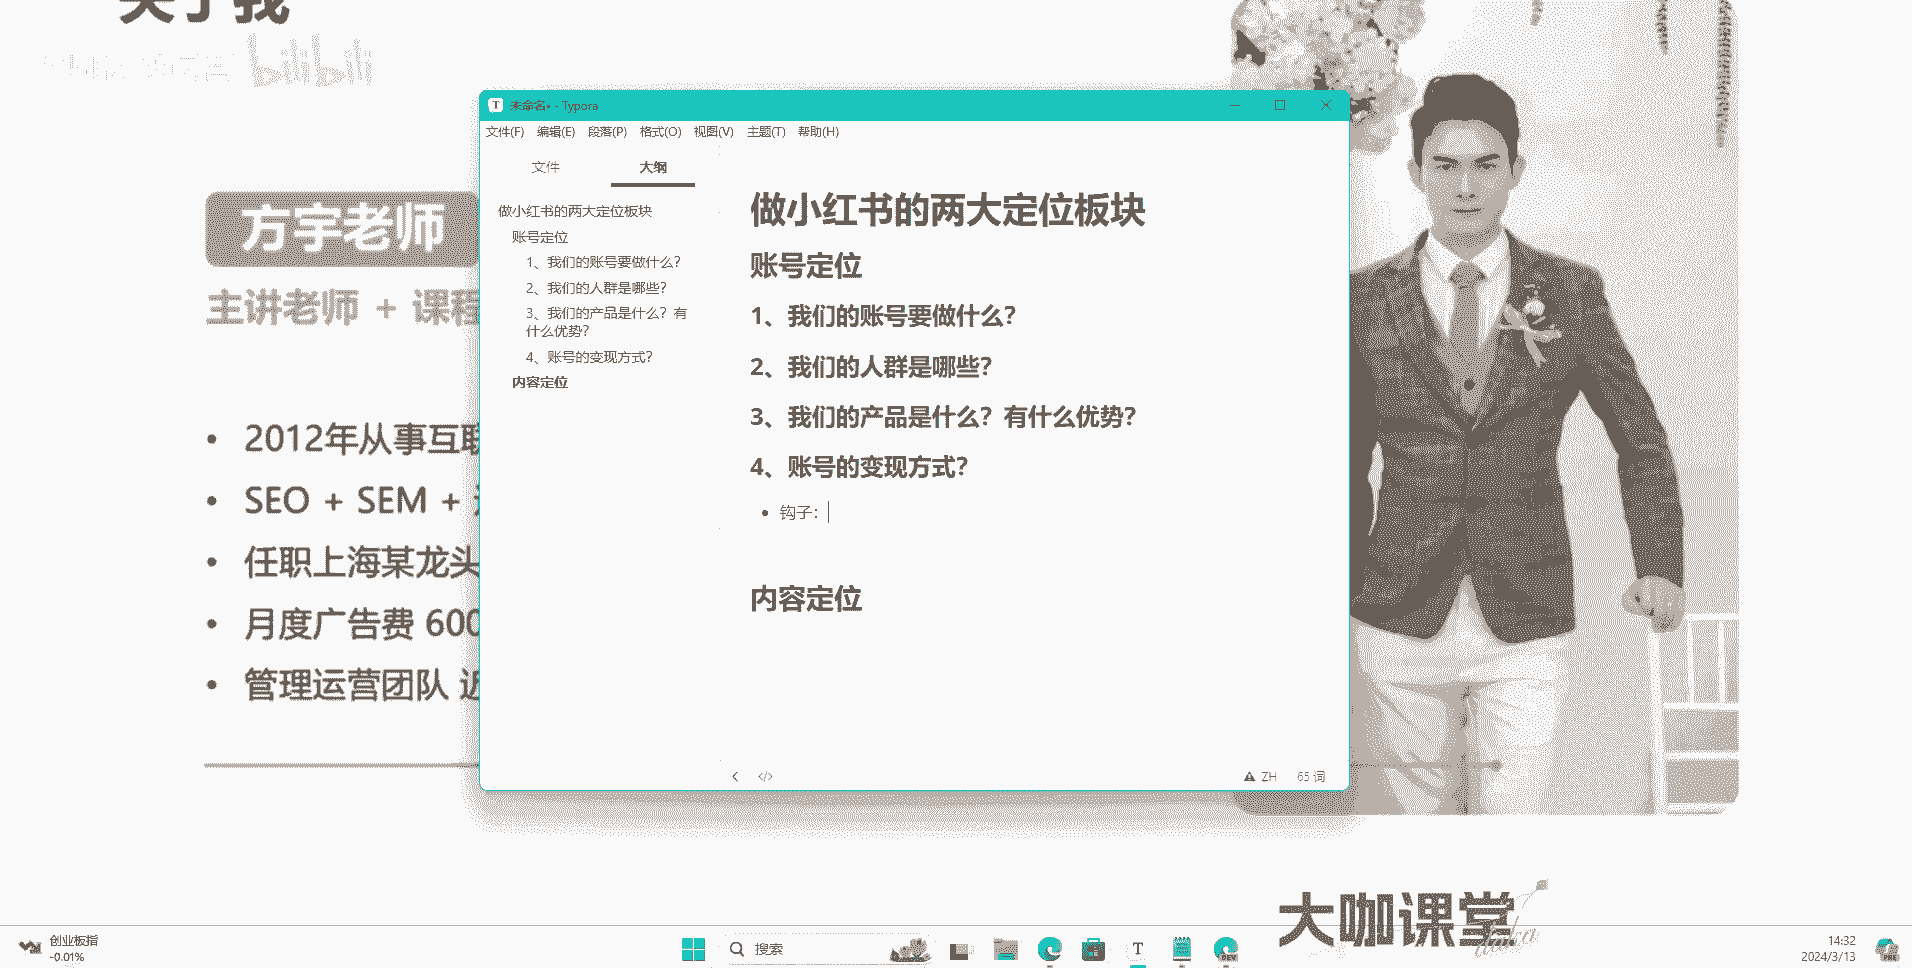 关于我
bilibili
方宇老师
主讲老师 + 课程
2012年从事互联
SEO + SEM +
任职上海某龙头
月度广告费 600
管理运营团队 近
未命名• - Typora
文件(F) 编辑(E) 段落(P) 格式(O) 视图(V) 主题(T) 帮助(H)
文件 大纲
做小红书的两大定位板块
账号定位
1、我们的账号要做什么？
2、我们的人群是哪些？
3、我们的产品是什么？有
什么优势？
4、账号的变现方式？
内容定位
做小红书的两大定位板块
账号定位
1、我们的账号要做什么？
2、我们的人群是哪些？
3、我们的产品是什么？有什么优势？
4、账号的变现方式？
钩子：
内容定位
</> ZH 65 词
大咖课堂
daka
创业板指
-0.01%
搜索
T
DEV
14:32
2024/3/13
PRE